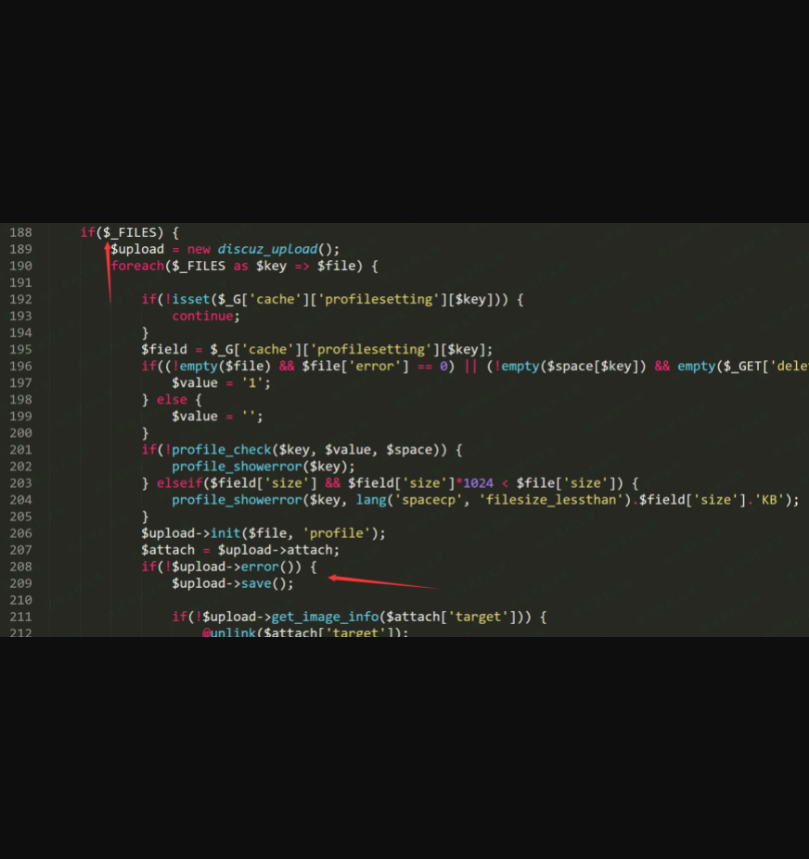 188 if($_FILES) {
189 $upload = new discuz_upload();
190 foreach($_FILES as $key => $file) {
191
192 if(!isset($_G['cache']['profilesetting'][$key])) {
193 continue;
194 }
195 $field = $_G['cache']['profilesetting'][$key];
196 if((!empty($file) && $file['error'] == 0) || (!empty($space[$key]) && empty($_GET['dele
197 $value = '1';
198 } else {
199 $value = '';
200 }
201 if(!profile_check($key, $value, $space)) {
202 profile_showerror($key);
203 } elseif($field['size'] && $field['size']*1024 < $file['size']) {
204 profile_showerror($key, lang('spacecp', 'filesize_lessthan').$field['size'].'KB');
205 }
206 $upload->init($file, 'profile');
207 $attach = $upload->attach;
208 if(!$upload->error()) {
209 $upload->save();
210
211 if(!$upload->get_image_info($attach['target'])) {
212 @unlink($attach['target']);